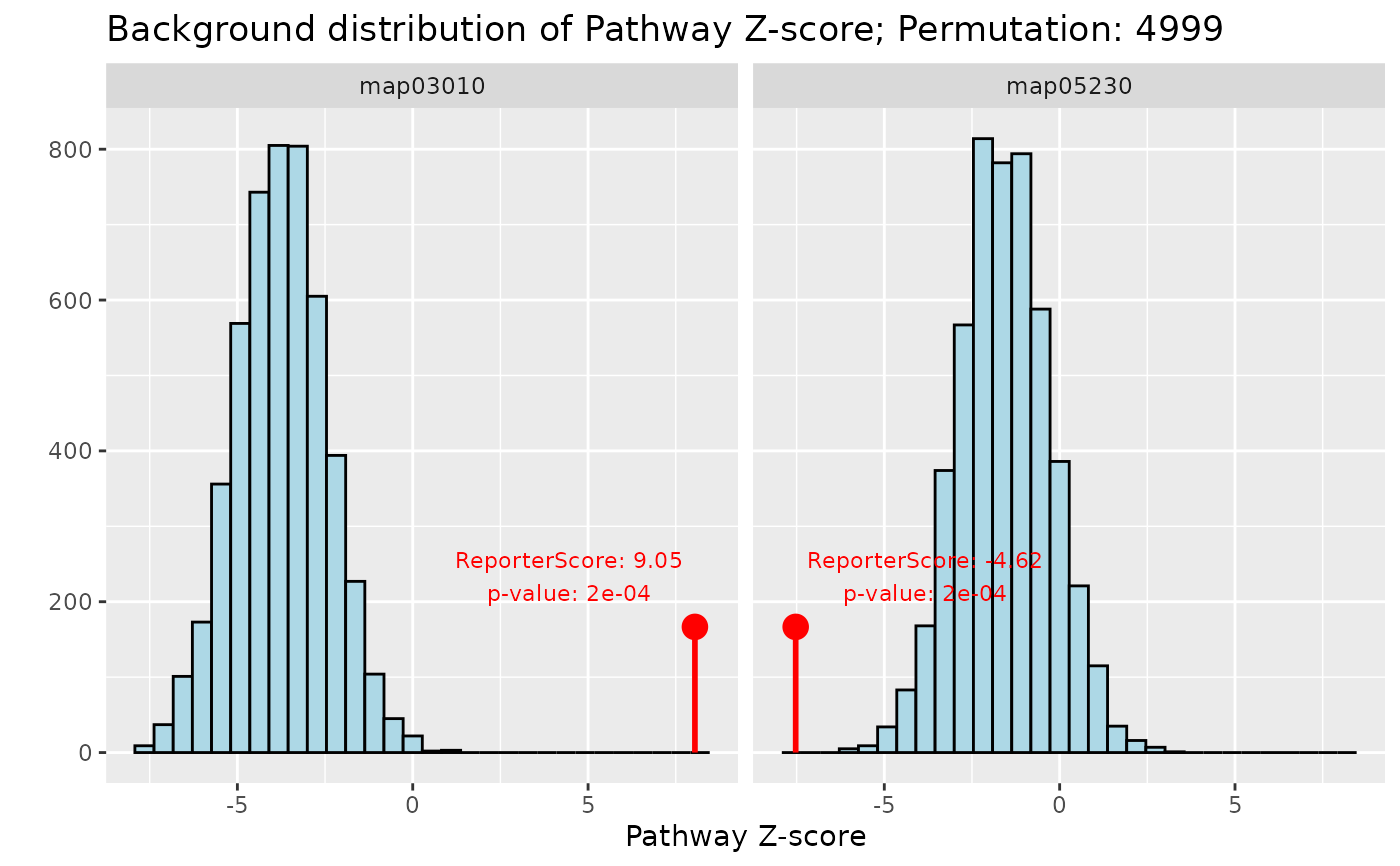 Background distribution of Pathway Z-score; Permutation: 4999
map03010
map05230
800
600
400
200
0
ReporterScore: 9.05
p-value: 2e-04
ReporterScore: -4.62
p-value: 2e-04
-5
0
5
-5
0
5
Pathway Z-score